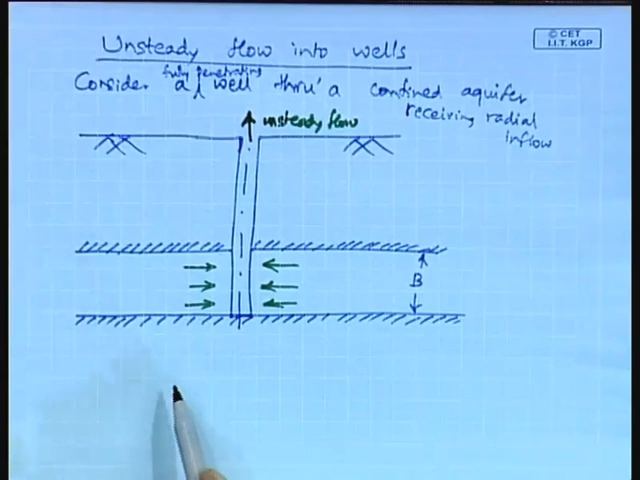 © CET
I.I.T. KGP
Unsteady flow into wells
Consider a fully penetrating well thru' a confined aquifer
receiving radial
inflow
unsteady flow
B